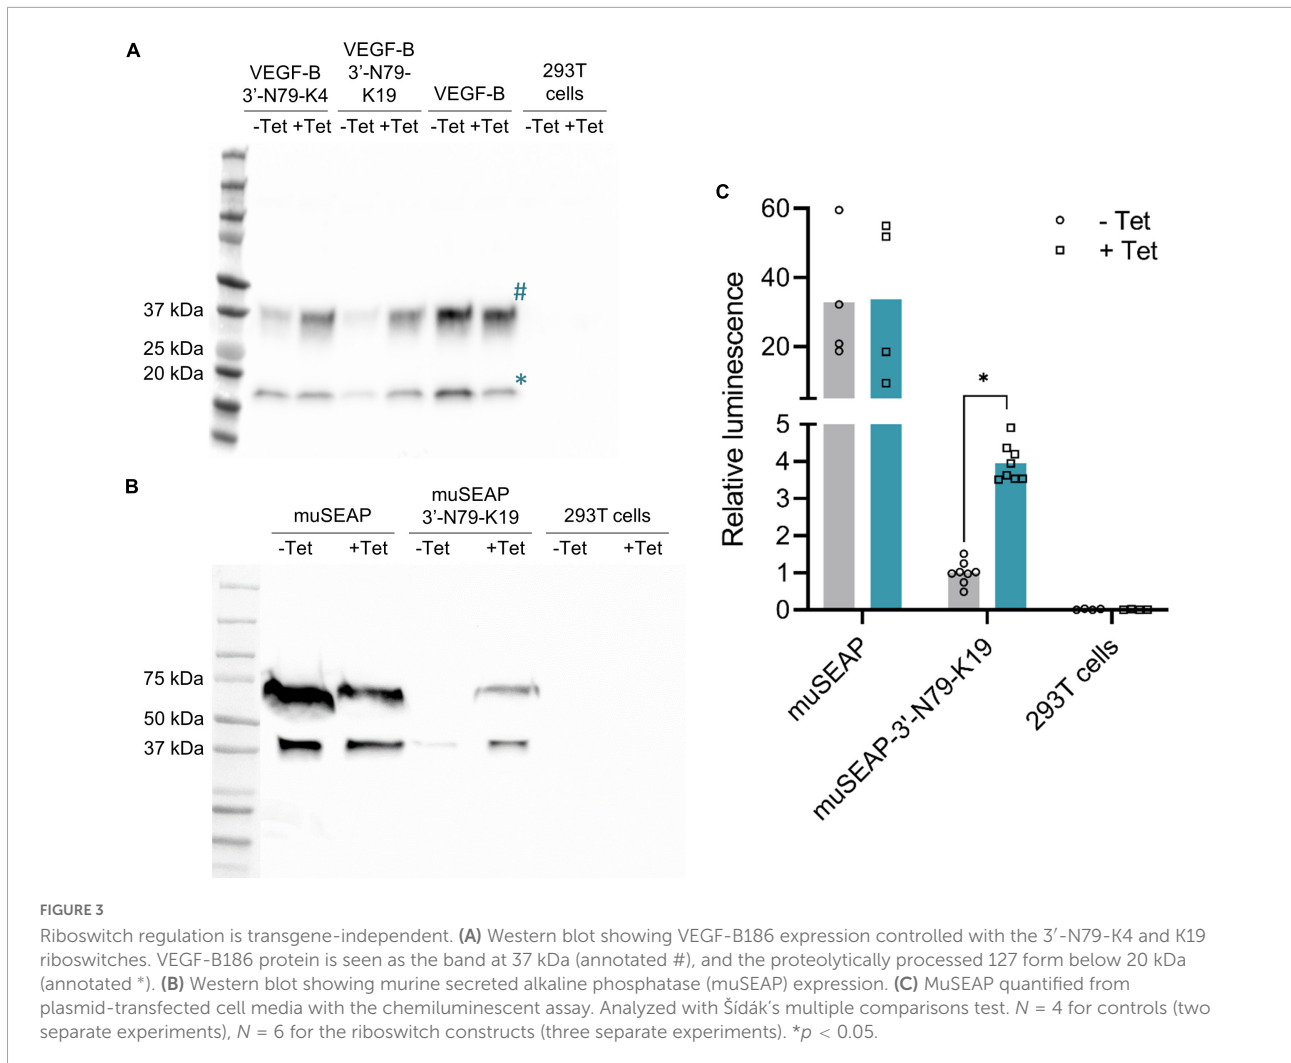 A
VEGF-B
3'-N79-K4
VEGF-B
3'-N79-
K19
VEGF-B
293T
cells
-Tet +Tet -Tet +Tet -Tet +Tet -Tet +Tet
#
37 kDa
25 kDa
20 kDa
*
B
muSEAP
muSEAP
3'-N79-K19
293T cells
-Tet +Tet -Tet +Tet -Tet +Tet
75 kDa
50 kDa
37 kDa
C
Relative luminescence
60
40
20
5
4
3
2
1
0
- Tet
+ Tet
*
muSEAP
muSEAP-3'-N79-K19
293T cells
FIGURE 3
Riboswitch regulation is transgene-independent. (A) Western blot showing VEGF-B186 expression controlled with the 3′-N79-K4 and K19
riboswitches. VEGF-B186 protein is seen as the band at 37 kDa (annotated #), and the proteolytically processed 127 form below 20 kDa
(annotated *). (B) Western blot showing murine secreted alkaline phosphatase (muSEAP) expression. (C) MuSEAP quantified from
plasmid-transfected cell media with the chemiluminescent assay. Analyzed with Šídák's multiple comparisons test. N = 4 for controls (two
separate experiments), N = 6 for the riboswitch constructs (three separate experiments). *p < 0.05.